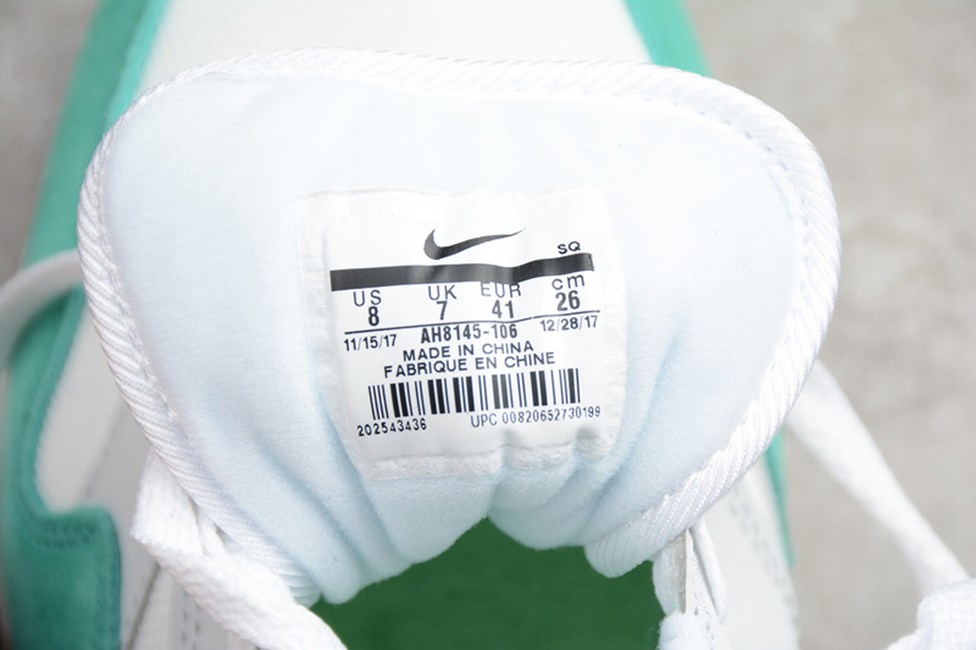 SQ
US UK EUR cm
8 7 41 26
11/15/17 AH8145-106 12/28/17
MADE IN CHINA
FABRIQUE EN CHINE
202543436 UPC 00820652730199